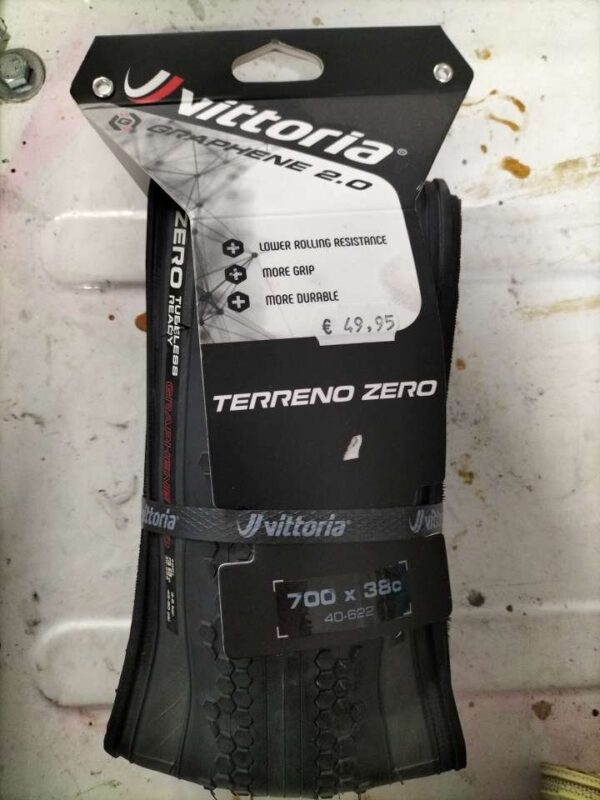 vittoria®
G GRAPHENE 2.0
LOWER ROLLING RESISTANCE
MORE GRIP
MORE DURABLE
€ 49,95
TERRENO ZERO
ZERO TUBELESS
READY
GRAPHENE
vittoria
vittoria®
700 x 38c
40-622